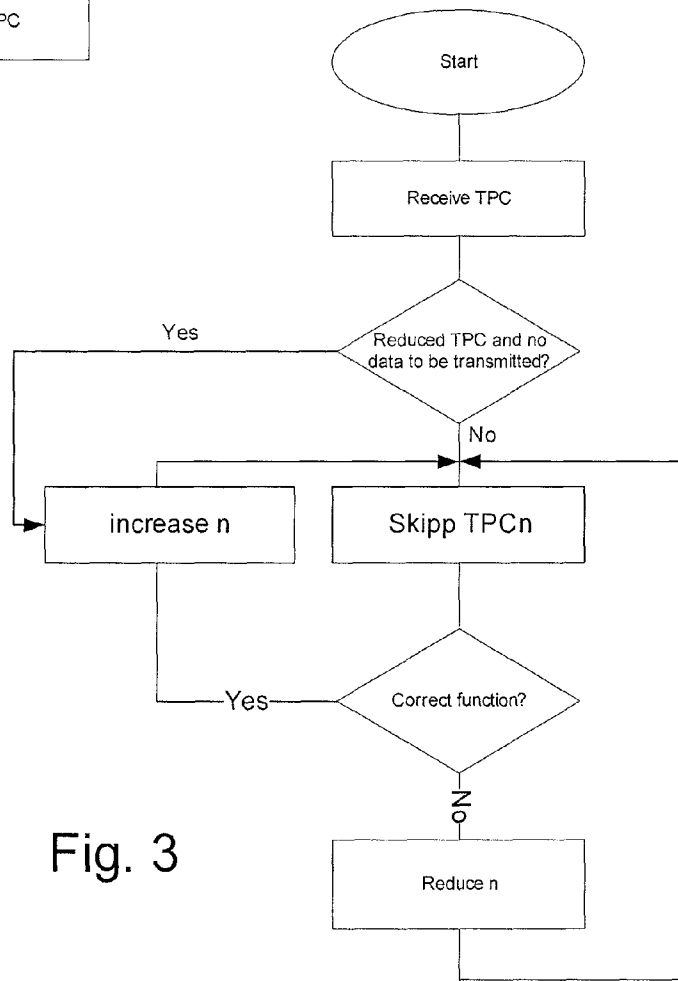 PC
Start
Receive TPC
Reduced TPC and no
data to be transmitted?
Yes
No
increase n
Skipp TPCn
Yes
Correct function?
No
Reduce n
Fig. 3